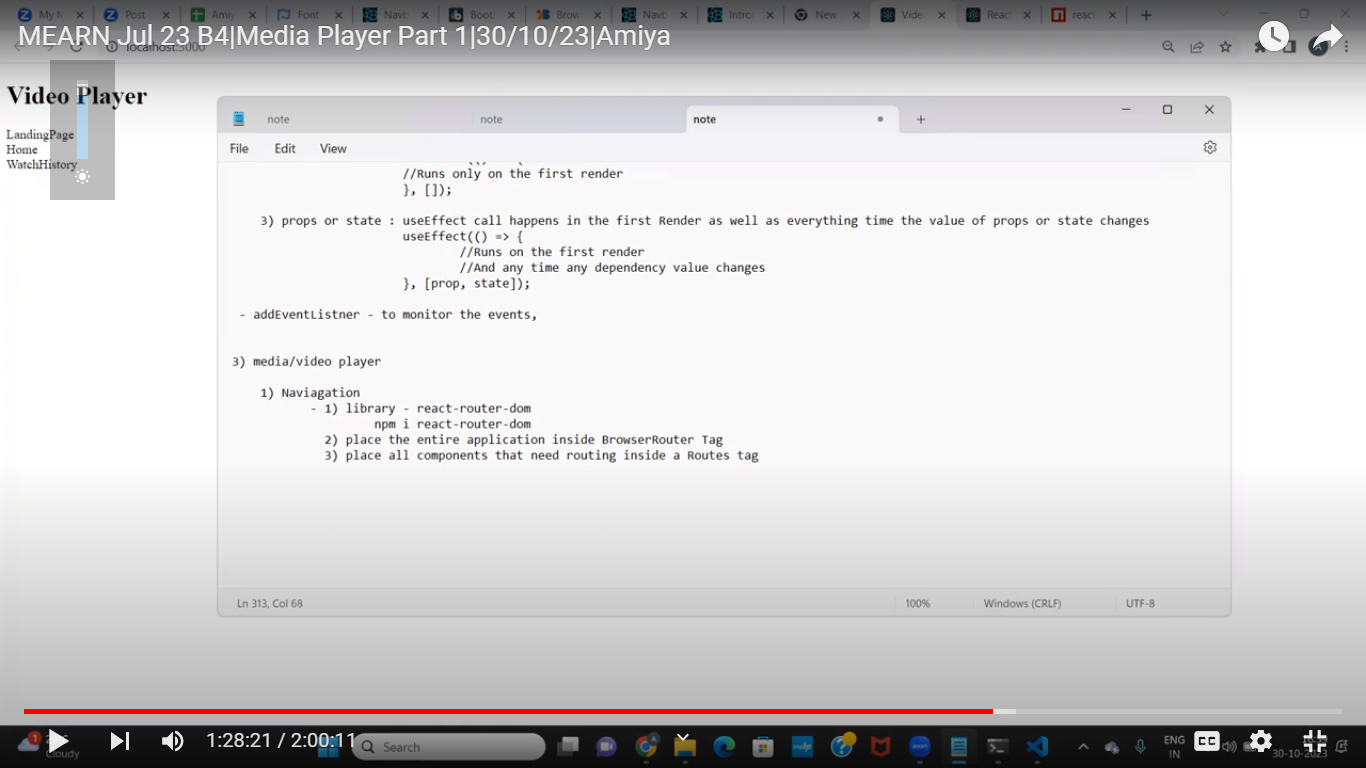 My M
Post
Amiy
Font
Navb
Boot
Brow
Navb
Intro
New
Vide
Reac
reac
MEARN Jul 23 B4|Media Player Part 1|30/10/23|Amiya
localhost:3000
Video Player
LandingPage
Home
WatchHistory
note
note
note
File
Edit
View
//Runs only on the first render
}, []);
3) props or state : useEffect call happens in the first Render as well as everything time the value of props or state changes
useEffect(() => {
//Runs on the first render
//And any time any dependency value changes
}, [prop, state]);
- addEventListner - to monitor the events,
3) media/video player
1) Naviagation
- 1) library - react-router-dom
npm i react-router-dom
2) place the entire application inside BrowserRouter Tag
3) place all components that need routing inside a Routes tag
Ln 313, Col 68
100%
Windows (CRLF)
UTF-8
1:28:21 / 2:00:11
Cloudy
Search
ENG
IN
CC
30-10-2023